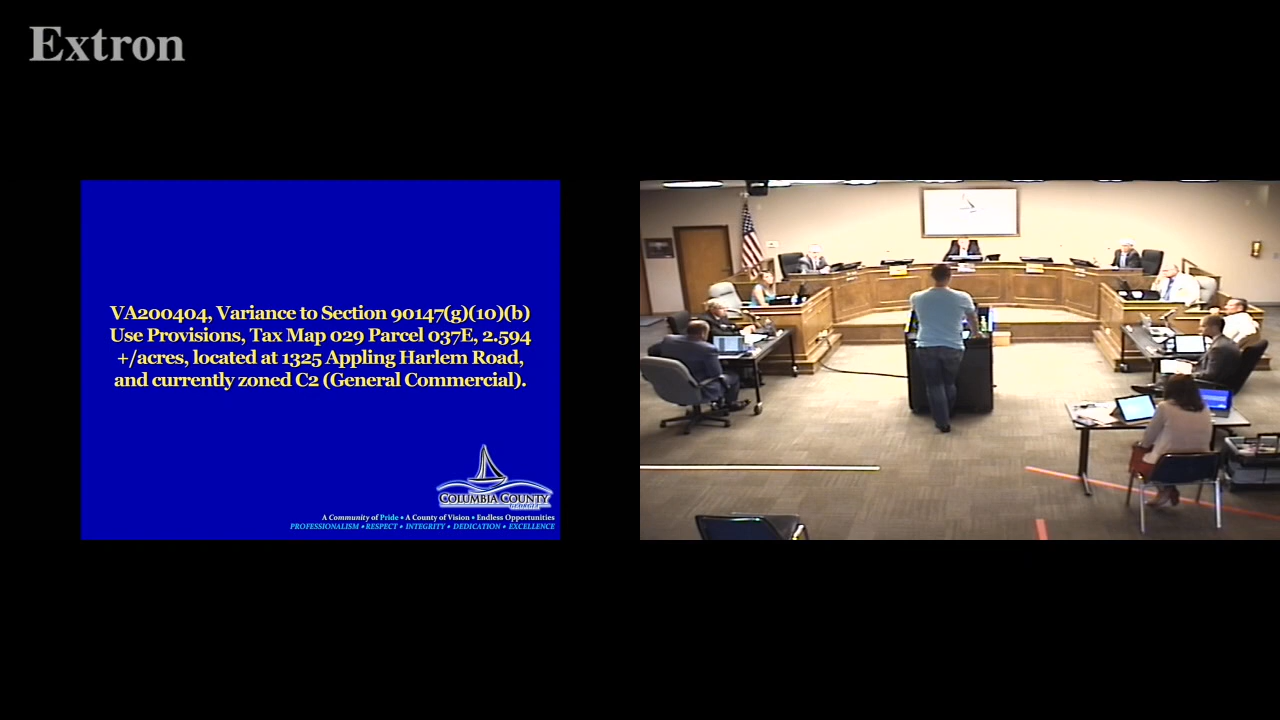 Extron
VA200404, Variance to Section 90147(g)(10)(b)
Use Provisions, Tax Map 029 Parcel 037E, 2.594
+/acres, located at 1325 Appling Harlem Road,
and currently zoned C2 (General Commercial).
COLUMBIA COUNTY
GEORGIA
A Community of Pride • A County of Vision • Endless Opportunities
PROFESSIONALISM • RESPECT • INTEGRITY • DEDICATION • EXCELLENCE